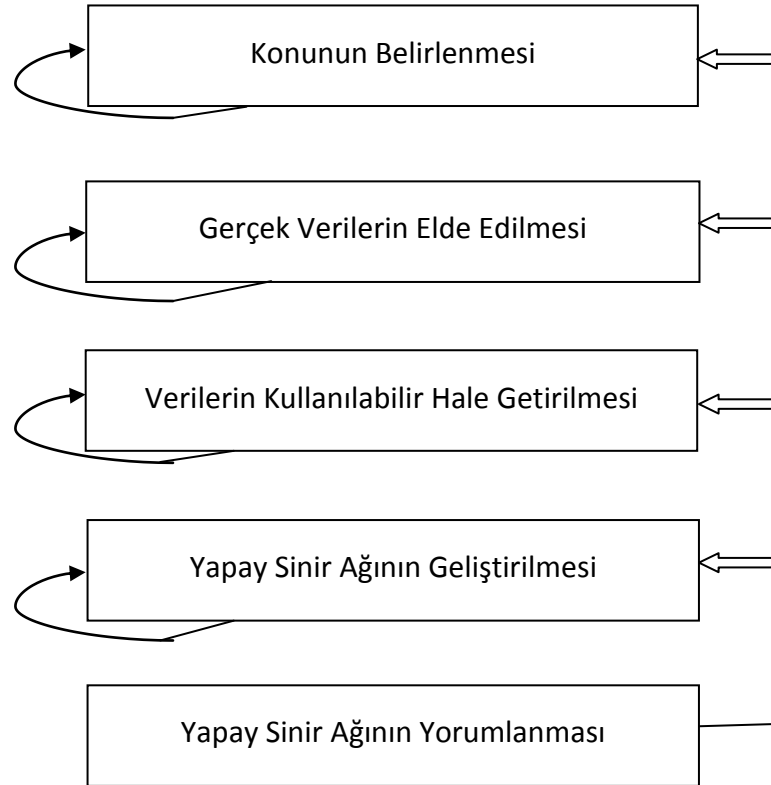 Konunun Belirlenmesi
Gerçek Verilerin Elde Edilmesi
Verilerin Kullanılabilir Hale Getirilmesi
Yapay Sinir Ağının Geliştirilmesi
Yapay Sinir Ağının Yorumlanması